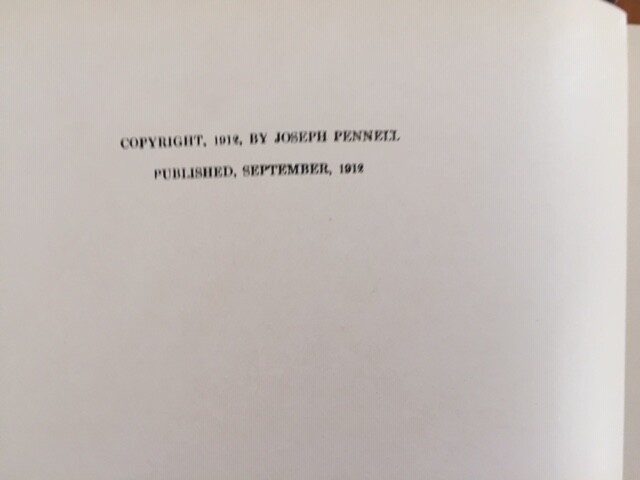 COPYRIGHT, 1912, BY JOSEPH PENNELL
PUBLISHED, SEPTEMBER, 1912